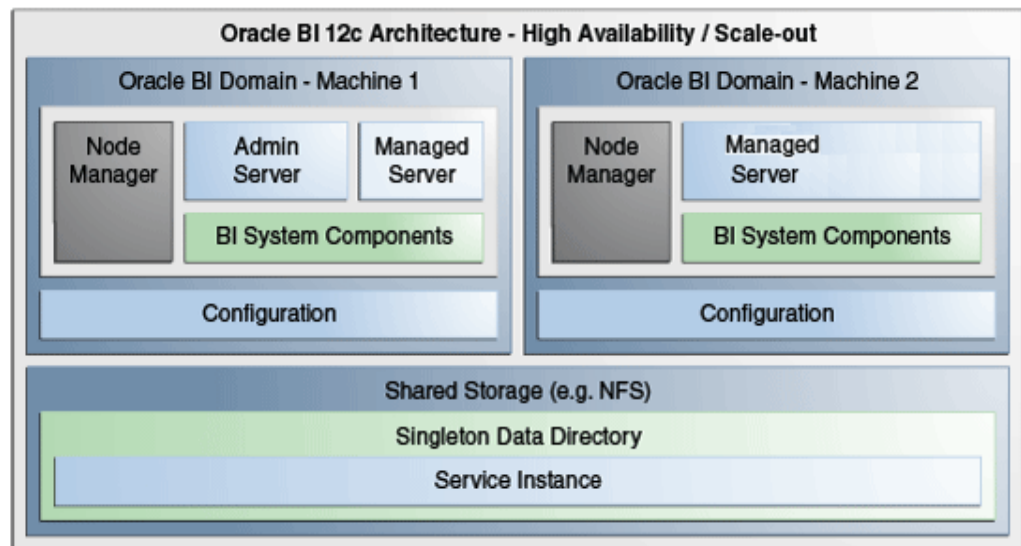 Oracle BI 12c Architecture - High Availability / Scale-out
Oracle BI Domain - Machine 1
Node
Manager
Admin
Server
Managed
Server
BI System Components
Configuration
Oracle BI Domain - Machine 2
Node
Manager
Managed
Server
BI System Components
Configuration
Shared Storage (e.g. NFS)
Singleton Data Directory
Service Instance